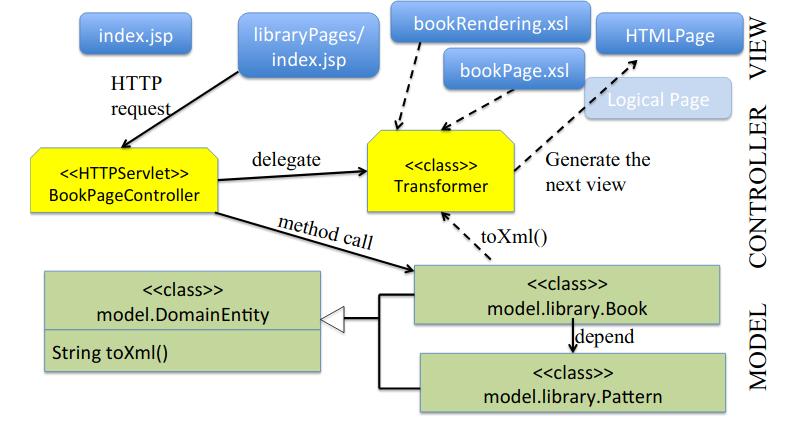 index.jsp
libraryPages/
index.jsp
bookRendering.xsl
bookPage.xsl
HTMLPage
Logical Page
VIEW
HTTP
request
<<HTTPServlet>>
BookPageController
delegate
<<class>>
Transformer
Generate the
next view
CONTROLLER
method call
toXml()
<<class>>
model.DomainEntity
String toXml()
<<class>>
model.library.Book
depend
<<class>>
model.library.Pattern
MODEL